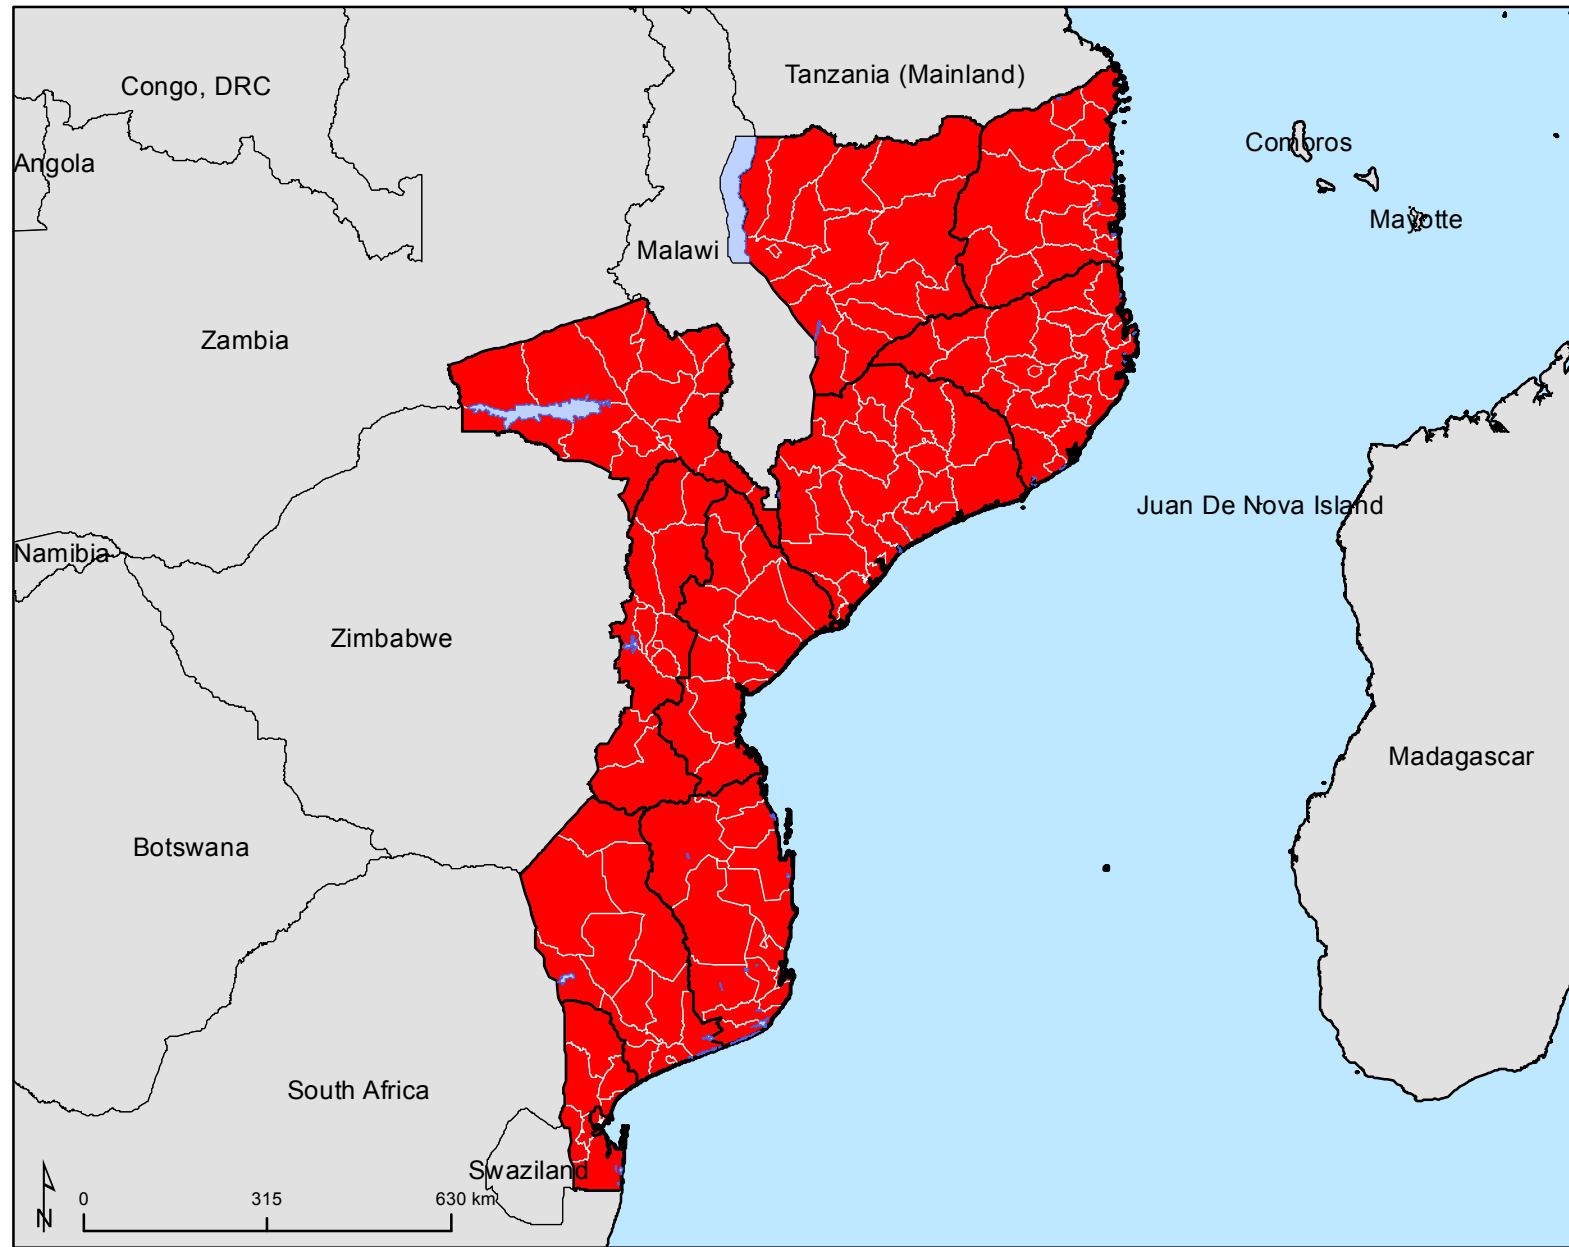 Tanzania (Mainland)
Congo, DRC
Comoros
Angola
Mayotte
Malawi
Zambia
Juan De Nova Island
Namibia
Zimbabwe
Madagascar
Botswana
South Africa
Swaziland
N
0 315 630 km